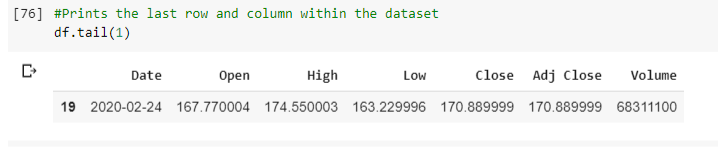 [76] #Prints the last row and column within the dataset
df.tail(1)
Date Open High Low Close Adj Close Volume
19 2020-02-24 167.770004 174.550003 163.229996 170.889999 170.889999 68311100